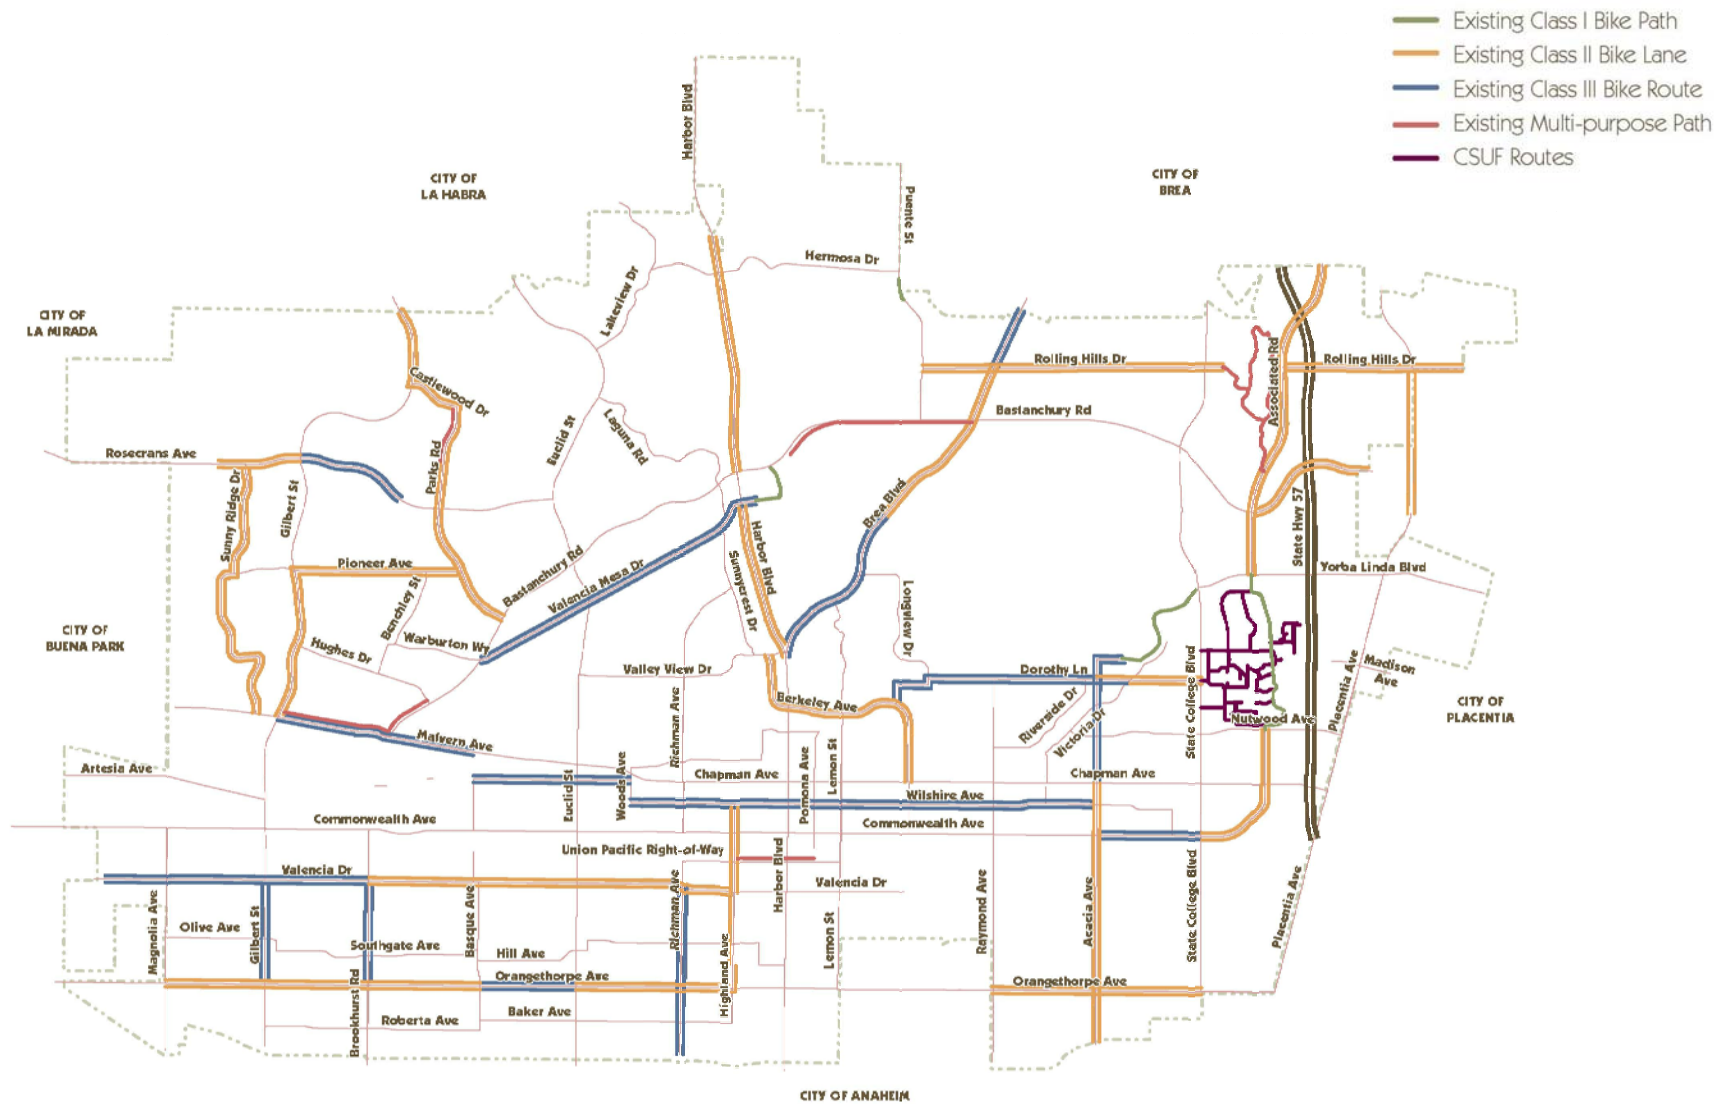 Existing Class I Bike Path
Existing Class II Bike Lane
Existing Class III Bike Route
Existing Multi-purpose Path
CSUF Routes
Harbor Blvd
CITY OF
LA HABRA
CITY OF
BREA
Puente St
Hermosa Dr
Lakeview Dr
CITY OF
LA MIRADA
Rolling Hills Dr
Rolling Hills Dr
Associated Rd
Castlewood Dr
Bastanchury Rd
Euclid St
Laguna Rd
Rosecrans Ave
Parks Rd
Sunny Ridge Dr
Gilbert St
Brea Blvd
State Hwy 57
Harbor Blvd
Sunnycrest Dr
Pioneer Ave
Bastanchury Rd
Valencia Mesa Dr
Yorba Linda Blvd
Longview Dr
Benchley St
CITY OF
BUENA PARK
Hughes Dr
Warburton Wy
Valley View Dr
Dorothy Ln
Madison
Ave
Placentia Ave
State College Blvd
Richman Ave
Berkeley Ave
Riverside Dr
Victoria Dr
Nutwood Ave
CITY OF
PLACENTIA
Malvern Ave
Artesia Ave
Chapman Ave
Chapman Ave
Euclid St
Woods Ave
Pomona Ave
Lemon St
Wilshire Ave
Commonwealth Ave
Commonwealth Ave
Union Pacific Right-of-Way
Harbor Blvd
Valencia Dr
Valencia Dr
Magnolia Ave
Olive Ave
Gilbert St
Basque Ave
Richman Ave
Highland Ave
Lemon St
Raymond Ave
Acacia Ave
State College Blvd
Placentia Ave
Southgate Ave
Hill Ave
Orangethorpe Ave
Orangethorpe Ave
Brookhurst Rd
Roberta Ave
Baker Ave
CITY OF ANAHEIM